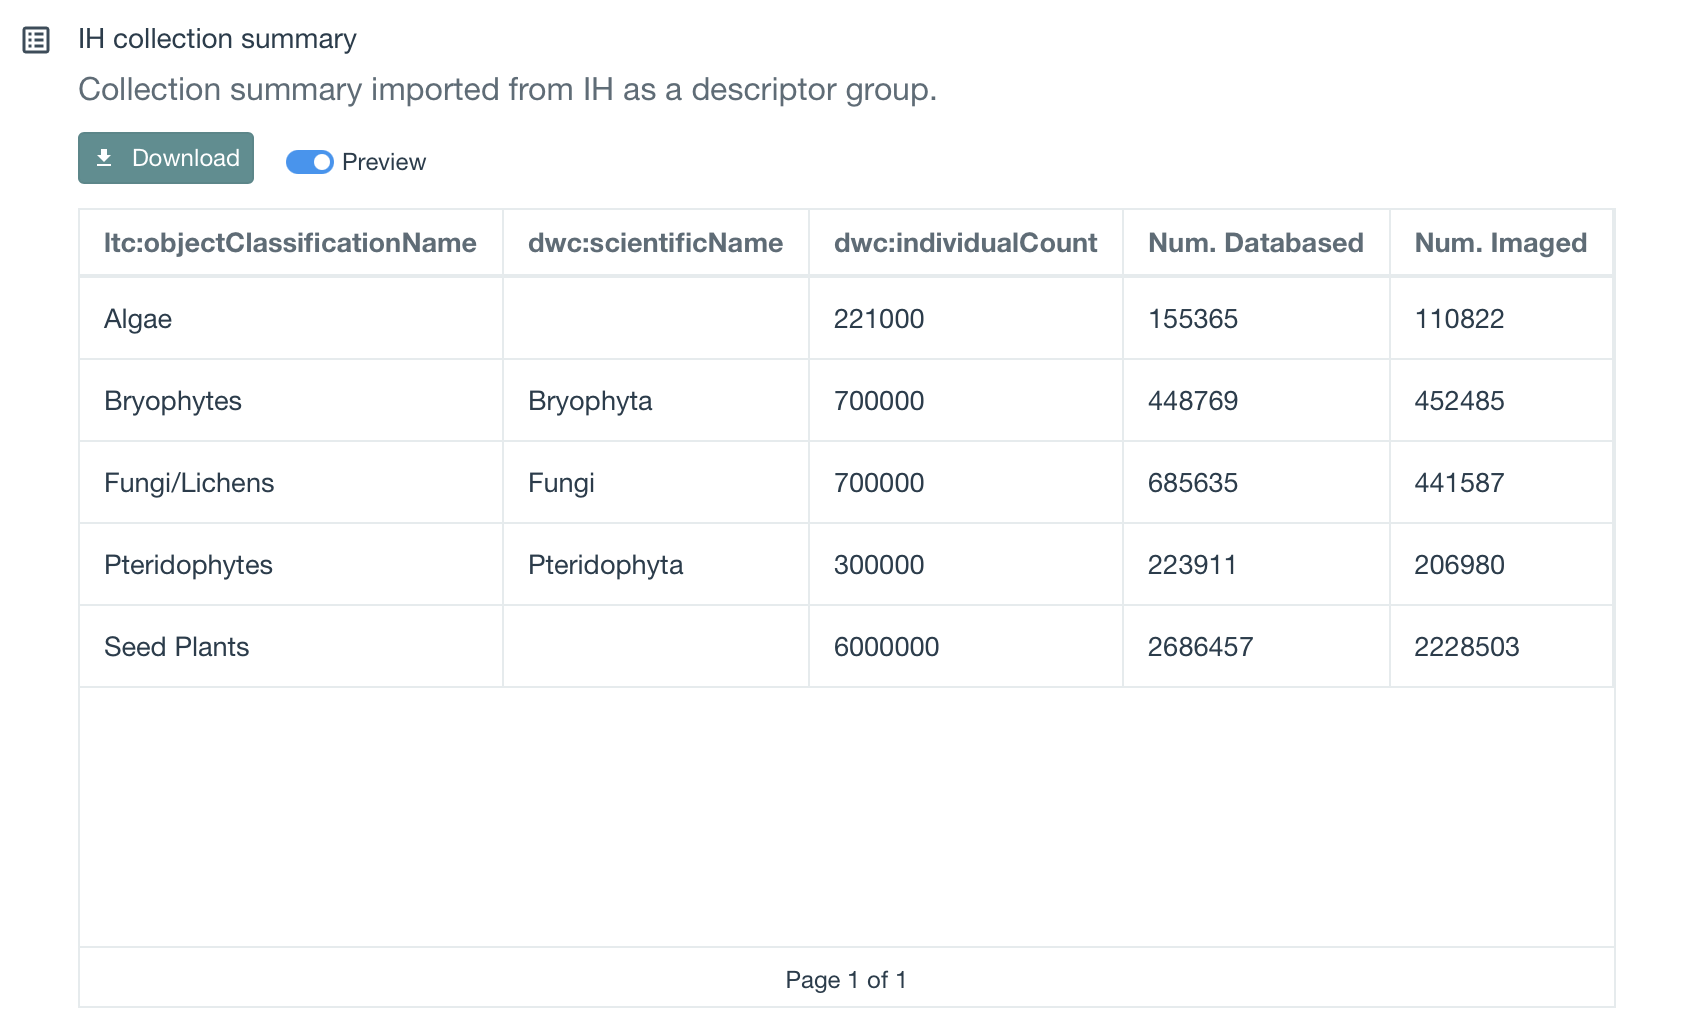 IH collection summary
Collection summary imported from IH as a descriptor group.
Download Preview
ltc:objectClassificationName dwc:scientificName dwc:individualCount Num. Databased Num. Imaged
Algae 221000 155365 110822
Bryophytes Bryophyta 700000 448769 452485
Fungi/Lichens Fungi 700000 685635 441587
Pteridophytes Pteridophyta 300000 223911 206980
Seed Plants 6000000 2686457 2228503
Page 1 of 1